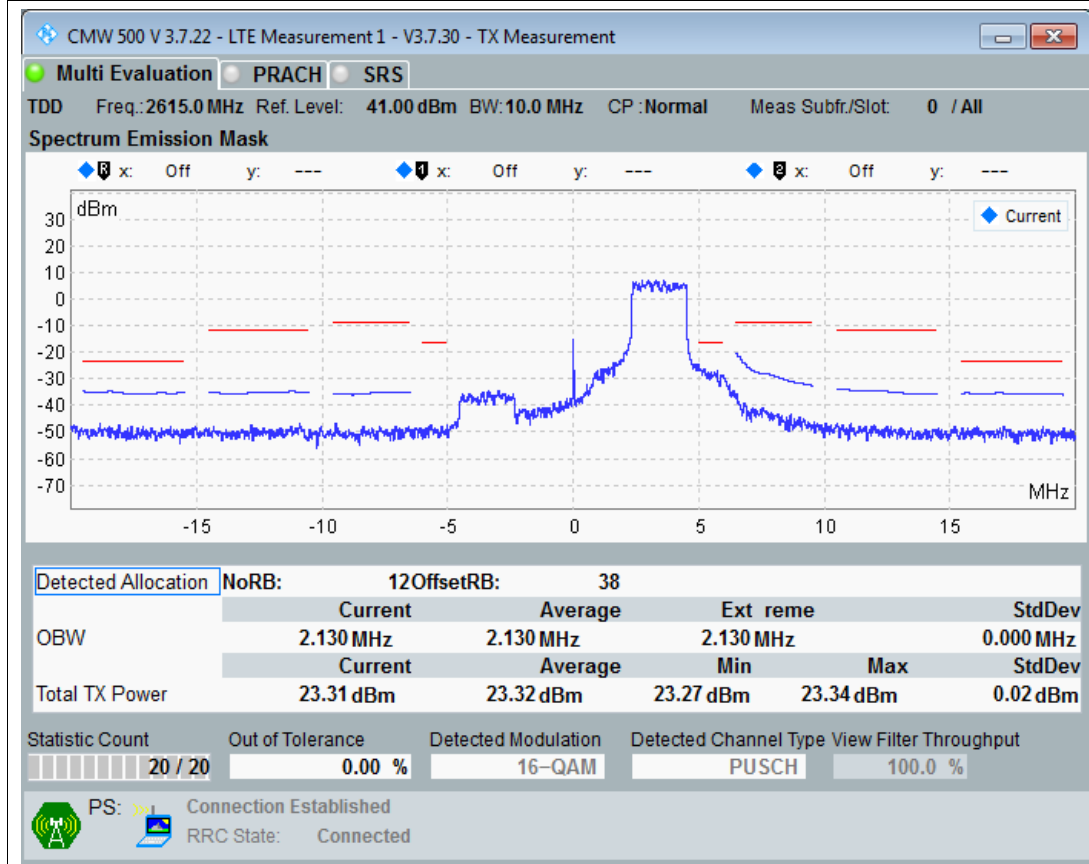 CMW 500 V 3.7.22 - LTE Measurement 1 - V3.7.30 - TX Measurement
Multi Evaluation PRACH SRS
TDD Freq.: 2615.0 MHz Ref. Level: 41.00 dBm BW: 10.0 MHz CP : Normal Meas Subfr./Slot: 0 / All
Spectrum Emission Mask
R x: Off y: --- 1 x: Off y: --- 2 x: Off y: ---
dBm
Current
30
20
10
0
-10
-20
-30
-40
-50
-60
-70
MHz
-15 -10 -5 0 5 10 15
Detected Allocation NoRB: 12OffsetRB: 38
Current Average Ext reme StdDev
OBW 2.130 MHz 2.130 MHz 2.130 MHz 0.000 MHz
Current Average Min Max StdDev
Total TX Power 23.31 dBm 23.32 dBm 23.27 dBm 23.34 dBm 0.02 dBm
Statistic Count Out of Tolerance Detected Modulation Detected Channel Type View Filter Throughput
20 / 20 0.00 % 16-QAM PUSCH 100.0 %
PS: Connection Established
RRC State: Connected